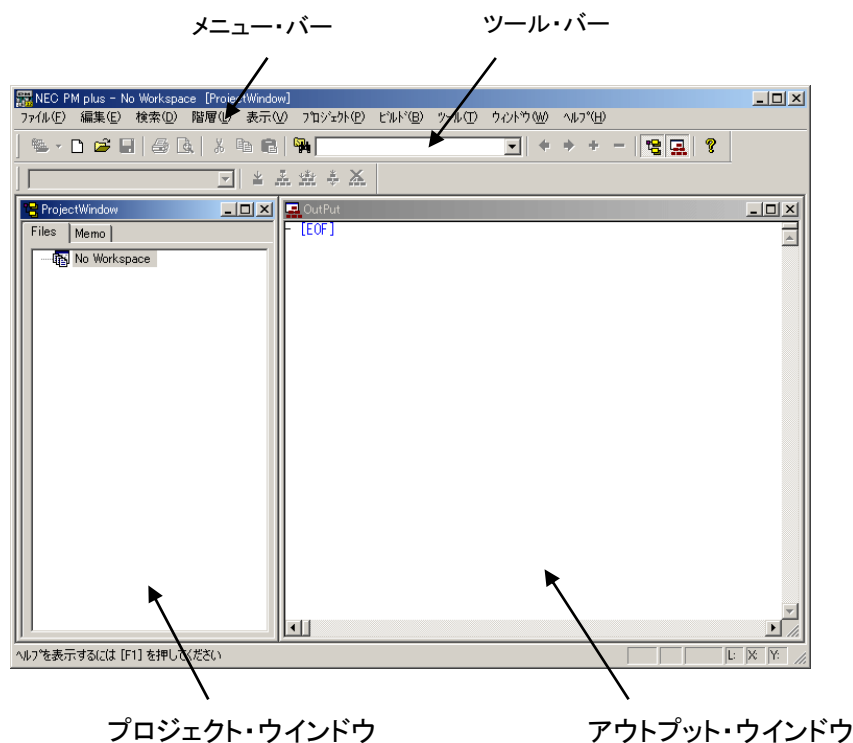 メニュー・バー ツール・バー
NEC PM plus - No Workspace [ProjectWindow]
ファイル(F) 編集(E) 検索(D) 階層(L) 表示(V) プロジェクト(P) ビルド(B) ツール(T) ウィンドウ(W) ヘルプ(H)
ProjectWindow
Files Memo
No Workspace
OutPut
[EOF]
ヘルプを表示するには [F1] を押してください
L: X: Y:
プロジェクト・ウインドウ アウトプット・ウインドウ